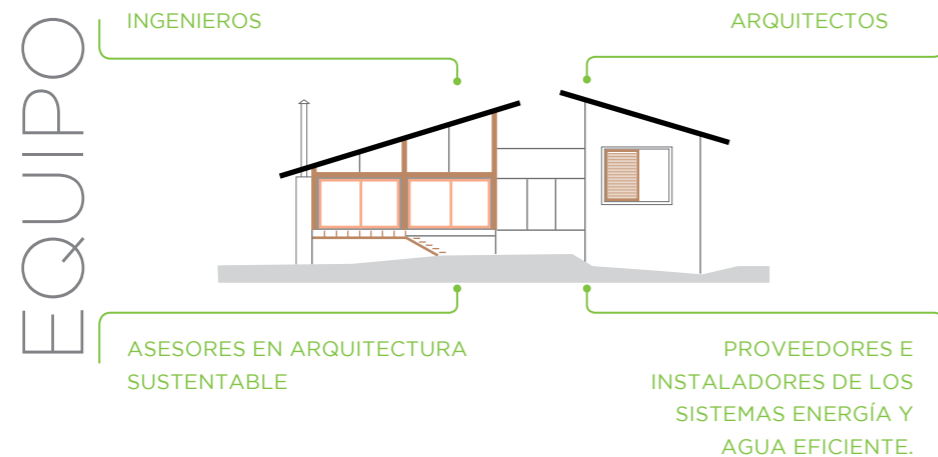 EQUIPO
INGENIEROS
ARQUITECTOS
ASESORES EN ARQUITECTURA
SUSTENTABLE
PROVEEDORES E
INSTALADORES DE LOS
SISTEMAS ENERGÍA Y
AGUA EFICIENTE.